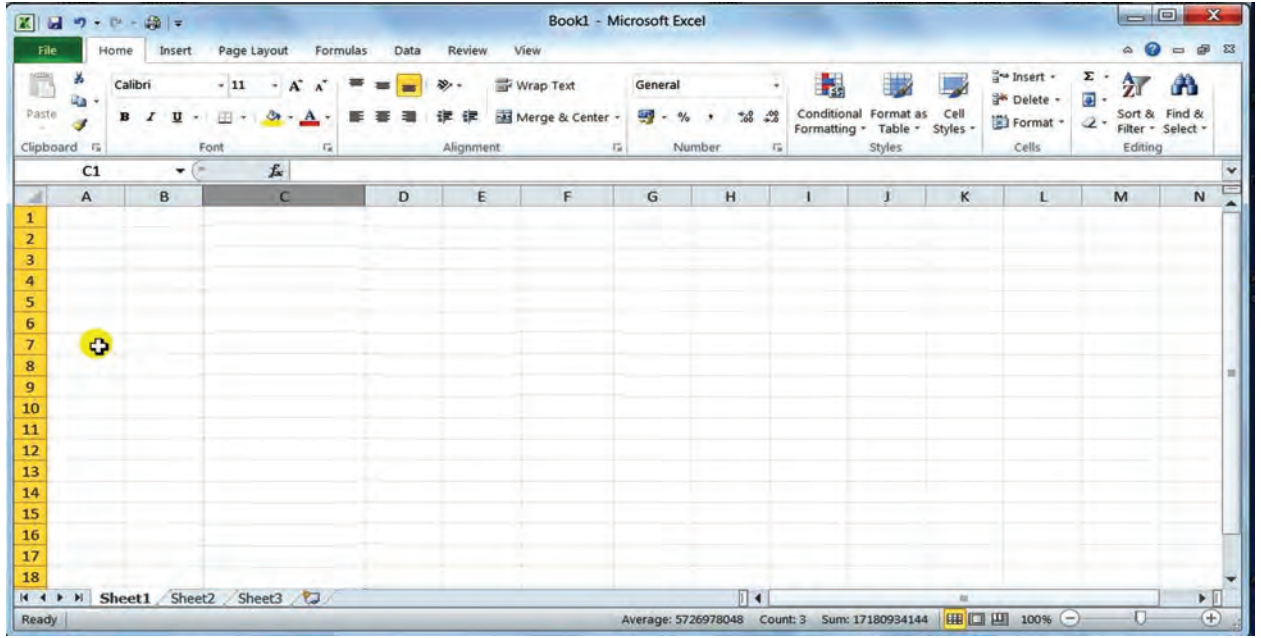 Book1 - Microsoft Excel
File Home Insert Page Layout Formulas Data Review View
Calibri 11 A A Wrap Text General Insert Σ
Paste Delete
B I U A Merge & Center % , .00 Conditional Format as Cell Format Sort & Find &
Formatting Table Styles Filter Select
Clipboard Font Alignment Number Styles Cells Editing
C1 fx
A B C D E F G H I J K L M N
1
2
3
4
5
6
7
8
9
10
11
12
13
14
15
16
17
18
Sheet1 Sheet2 Sheet3
Ready Average: 5726978048 Count: 3 Sum: 17180934144 100%